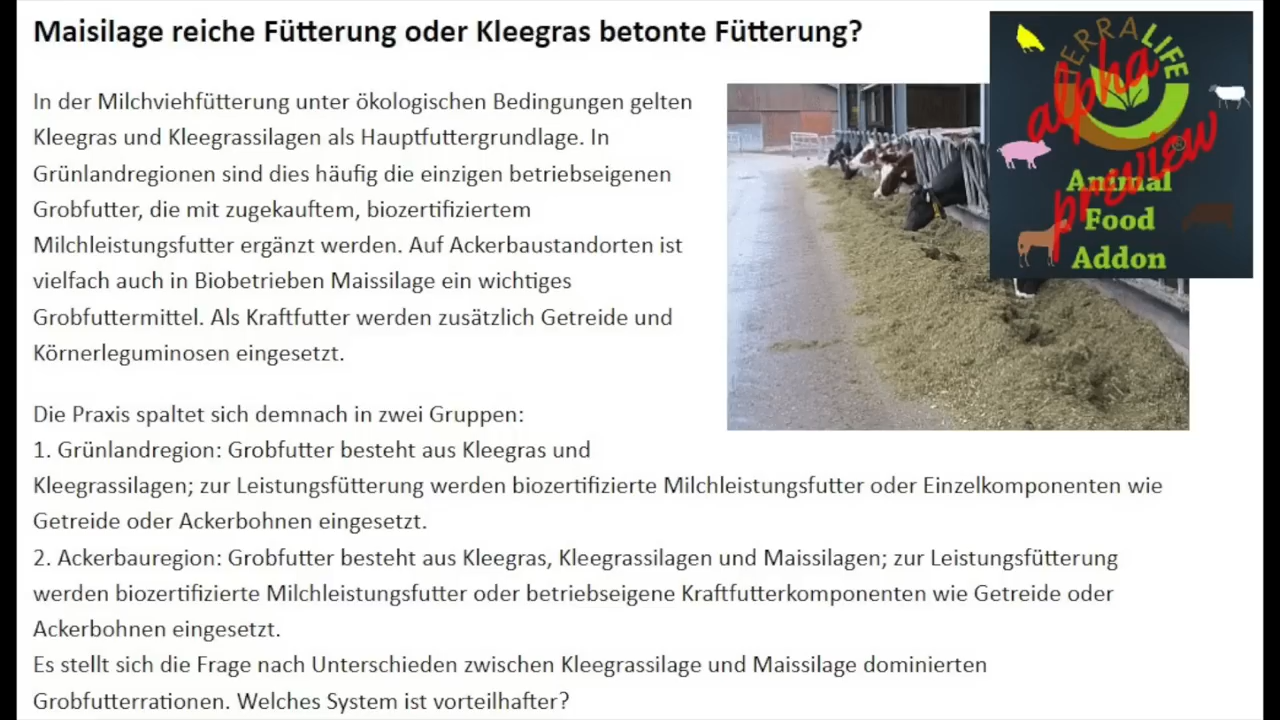 Maisilage reiche Fütterung oder Kleegras betonte Fütterung?
In der Milchviehfütterung unter ökologischen Bedingungen gelten
Kleegras und Kleegrassilagen als Hauptfuttergrundlage. In
Grünlandregionen sind dies häufig die einzigen betriebseigenen
Grobfutter, die mit zugekauftem, biozertifiziertem
Milchleistungsfutter ergänzt werden. Auf Ackerbaustandorten ist
vielfach auch in Biobetrieben Maissilage ein wichtiges
Grobfuttermittel. Als Kraftfutter werden zusätzlich Getreide und
Körnerleguminosen eingesetzt.
Die Praxis spaltet sich demnach in zwei Gruppen:
1. Grünlandregion: Grobfutter besteht aus Kleegras und
Kleegrassilagen; zur Leistungsfütterung werden biozertifizierte Milchleistungsfutter oder Einzelkomponenten wie
Getreide oder Ackerbohnen eingesetzt.
2. Ackerbauregion: Grobfutter besteht aus Kleegras, Kleegrassilagen und Maissilagen; zur Leistungsfütterung
werden biozertifizierte Milchleistungsfutter oder betriebseigene Kraftfutterkomponenten wie Getreide oder
Ackerbohnen eingesetzt.
Es stellt sich die Frage nach Unterschieden zwischen Kleegrassilage und Maissilage dominierten
Grobfutterrationen. Welches System ist vorteilhafter?
TERRALIFE
®
alpha
preview
Animal
Food
Addon